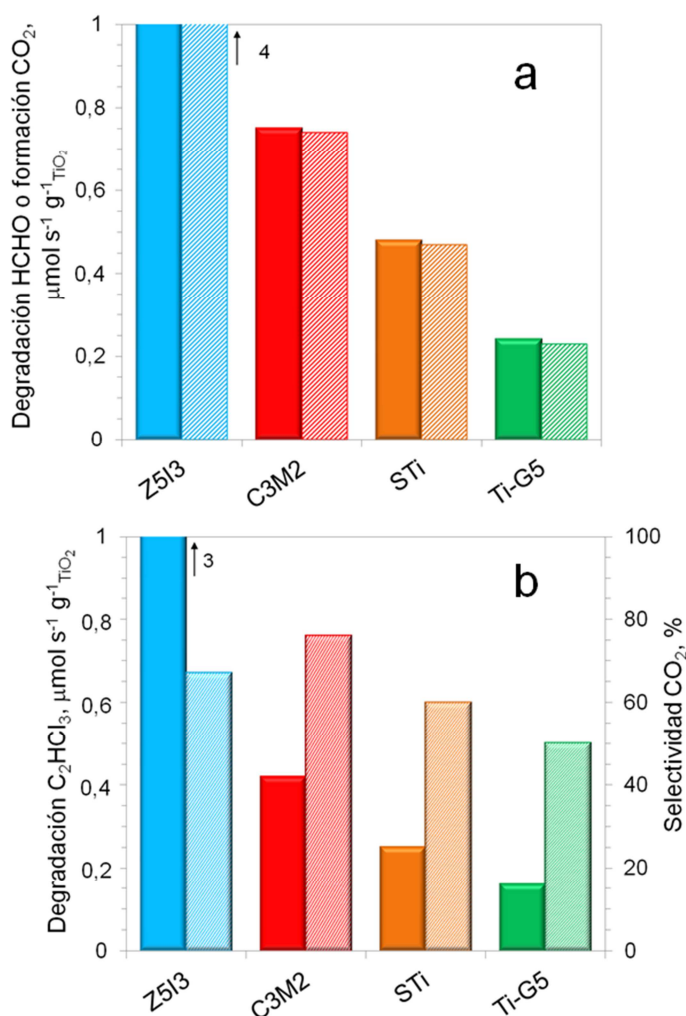 a
Degradación HCHO o formación CO₂,
μmol s⁻¹ g⁻¹TiO₂
1
0,8
0,6
0,4
0,2
0
4
Z5I3
C3M2
STi
Ti-G5
b
Degradación C₂HCl₃, μmol s⁻¹ g⁻¹TiO₂
1
0,8
0,6
0,4
0,2
0
3
100
80
60
40
20
0
Selectividad CO₂, %
Z5I3
C3M2
STi
Ti-G5